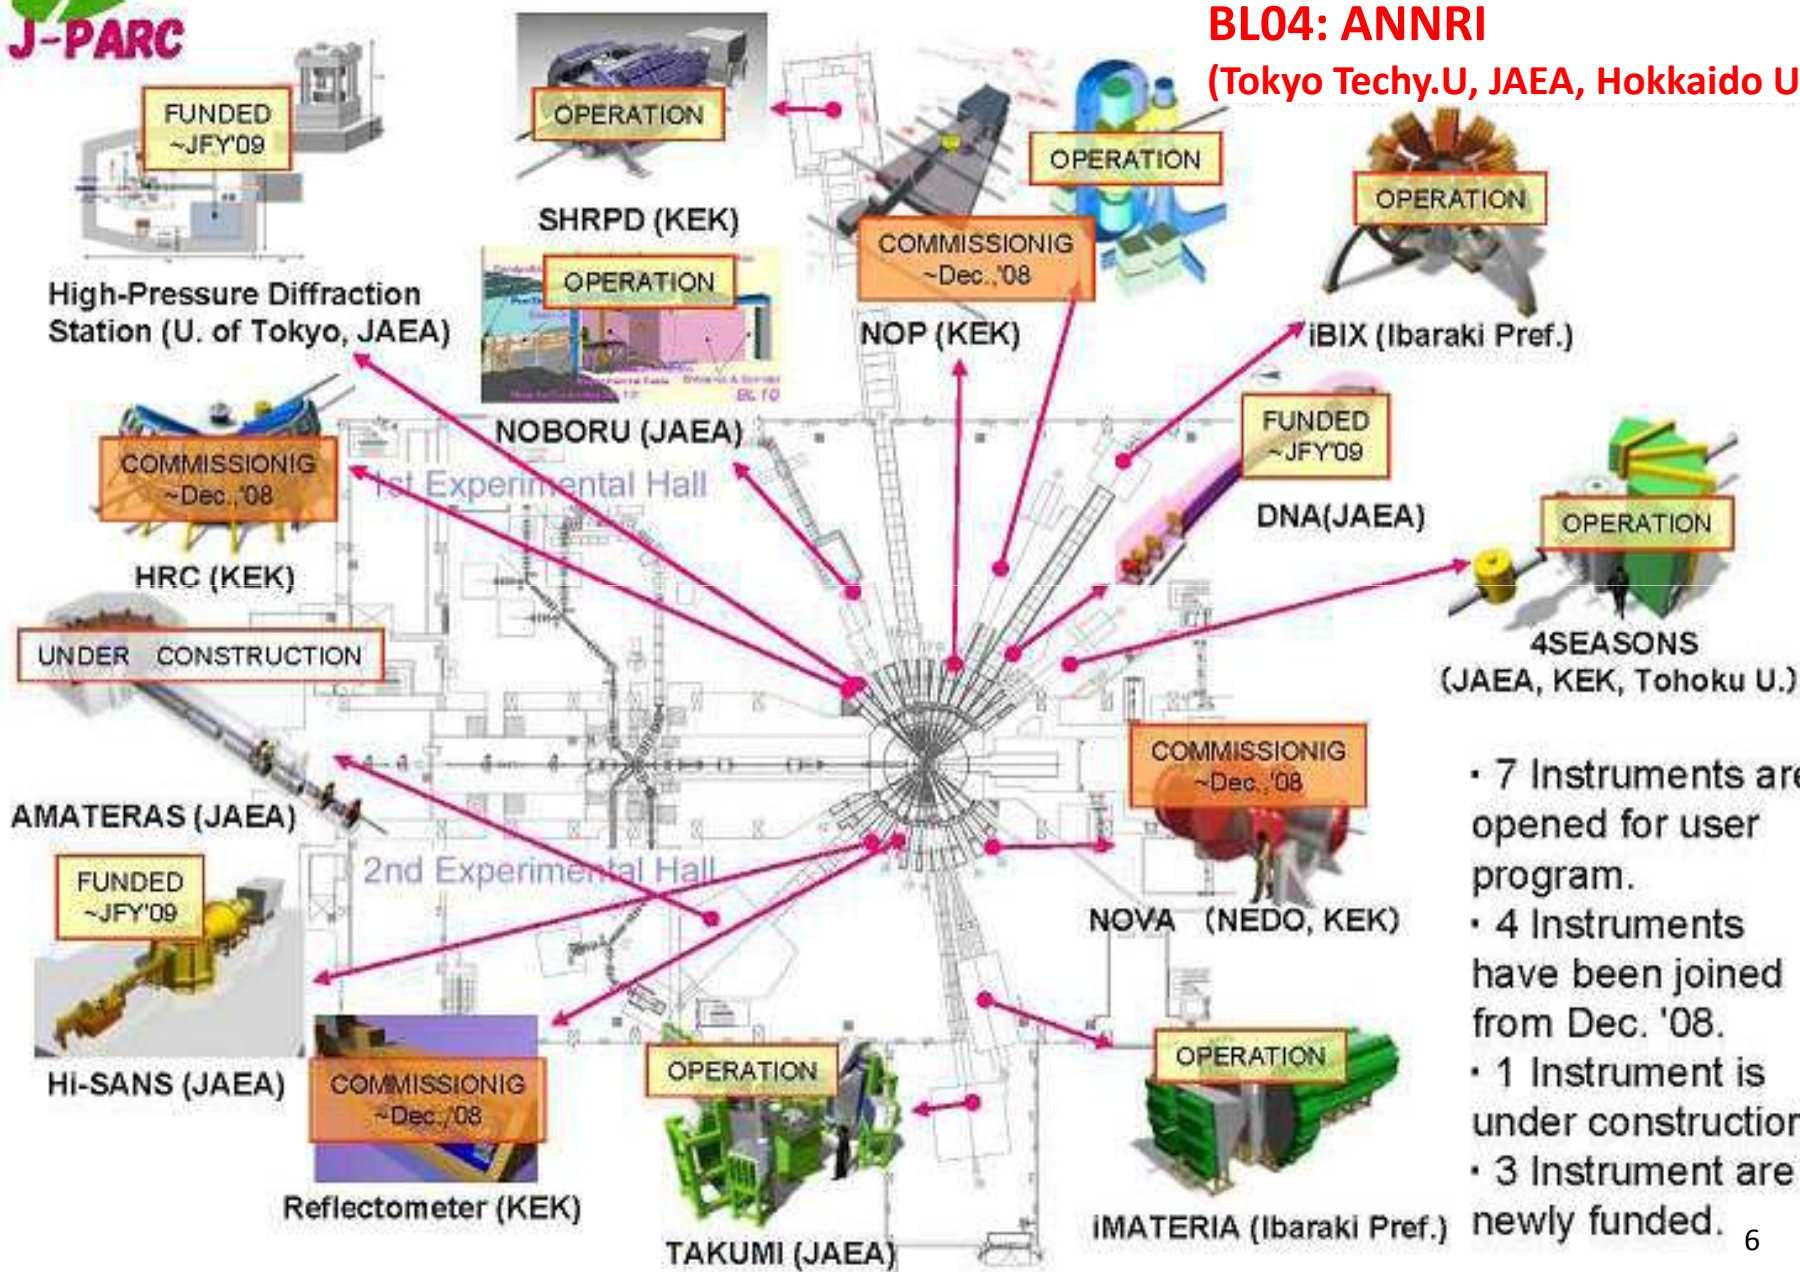 J-PARC
BL04: ANNRI
(Tokyo Techy.U, JAEA, Hokkaido U
FUNDED
~JFY'09
High-Pressure Diffraction
Station (U. of Tokyo, JAEA)
OPERATION
SHRPD (KEK)
OPERATION
BL 10
NOBORU (JAEA)
COMMISSIONIG
~Dec.,'08
NOP (KEK)
OPERATION
OPERATION
iBIX (Ibaraki Pref.)
FUNDED
~JFY'09
DNA(JAEA)
OPERATION
4SEASONS
(JAEA, KEK, Tohoku U.)
COMMISSIONIG
~Dec.,'08
HRC (KEK)
1st Experimental Hall
UNDER CONSTRUCTION
AMATERAS (JAEA)
COMMISSIONIG
~Dec.,'08
NOVA (NEDO, KEK)
2nd Experimental Hall
FUNDED
~JFY'09
Hi-SANS (JAEA)
COMMISSIONIG
~Dec.,'08
Reflectometer (KEK)
OPERATION
TAKUMI (JAEA)
OPERATION
iMATERIA (Ibaraki Pref.)
・7 Instruments are
opened for user
program.
・4 Instruments
have been joined
from Dec. '08.
・1 Instrument is
under construction
・3 Instrument are
newly funded.
6